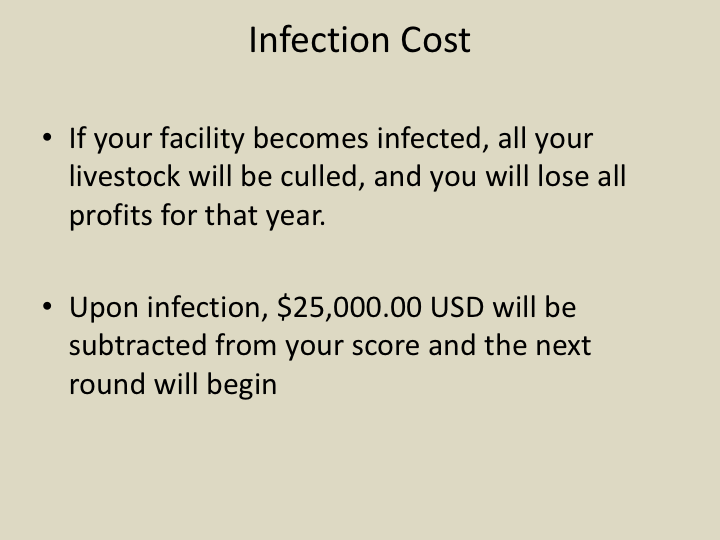 Infection Cost
• If your facility becomes infected, all your
livestock will be culled, and you will lose all
profits for that year.
• Upon infection, $25,000.00 USD will be
subtracted from your score and the next
round will begin